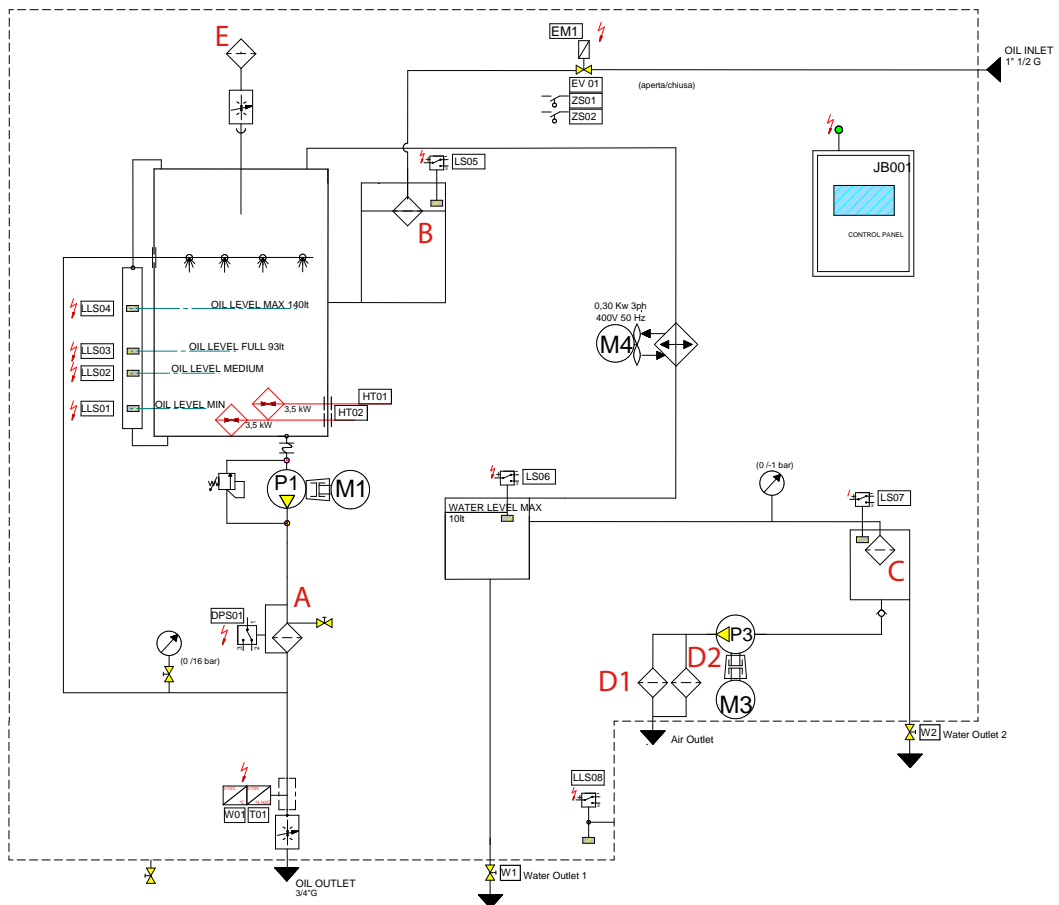 E
EM1
OIL INLET
1" 1/2 G
EV 01
(aperta/chiusa)
ZS01
ZS02
LS05
JB001
CONTROL PANEL
B
LLS04
OIL LEVEL MAX 140lt
0,30 Kw 3ph
400V 50 Hz
M4
LLS03
OIL LEVEL FULL 93lt
LLS02
OIL LEVEL MEDIUM
LLS01
OIL LEVEL MIN
HT01
3,5 kW
HT02
3,5 kW
P1
M1
LS06
(0 /-1 bar)
LS07
WATER LEVEL MAX
10lt
C
A
DPS01
1
3
2
(0 /16 bar)
P3
D2
D1
M3
Air Outlet
W2
Water Outlet 2
LLS08
W01
T01
W1
Water Outlet 1
OIL OUTLET
3/4"G